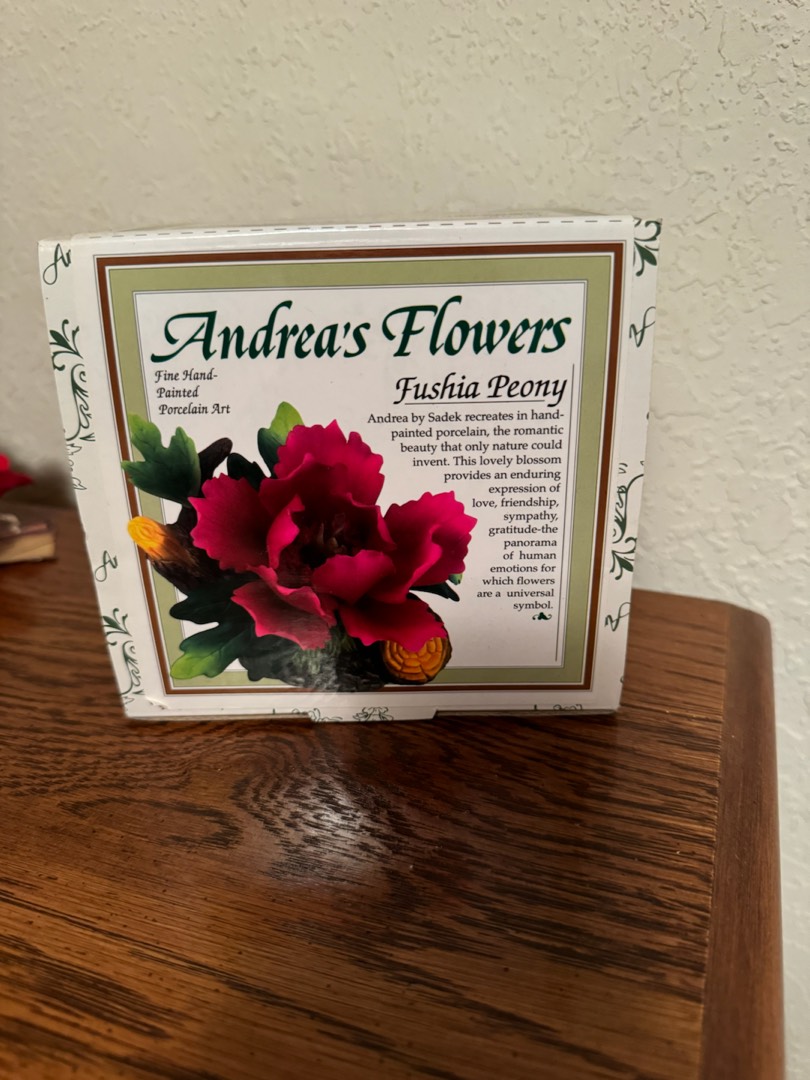 Andrea's Flowers
Fine Hand-
Painted
Porcelain Art
Fushia Peony
Andrea by Sadek recreates in hand-
painted porcelain, the romantic
beauty that only nature could
invent. This lovely blossom
provides an enduring
expression of
love, friendship,
sympathy,
gratitude-the
panorama
of human
emotions for
which flowers
are a universal
symbol.